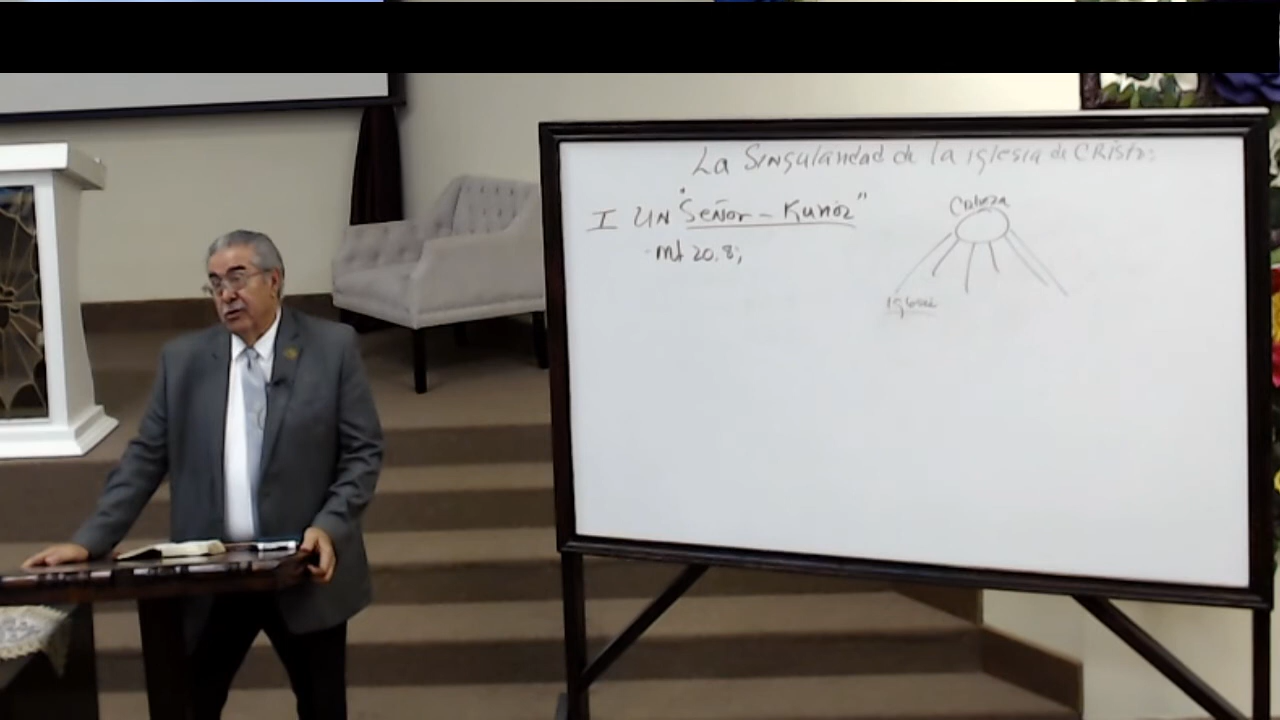 La Singularidad de la iglesia de CRisto:
I UN "Señor - Kurios"
Mt 20.8;
Cabeza
Iglesia